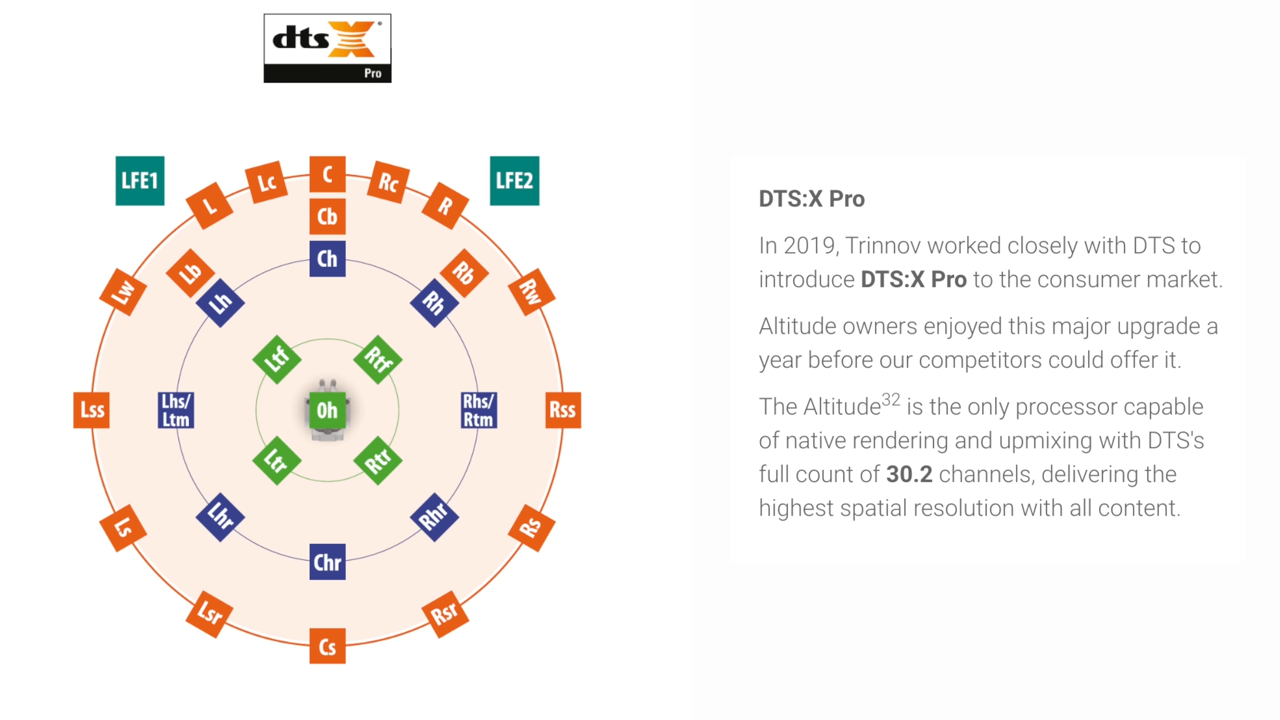 dts X
Pro
LFE1
L
Lc
C
Rc
R
LFE2
Cb
Ch
Lw
Lb
Lh
Rh
Rb
Rw
Ltf
Rtf
Lss
Lhs/
Ltm
Oh
Rhs/
Rtm
Rss
Ltr
Rtr
Ls
Lhr
Rhr
Rs
Chr
Lsr
Cs
Rsr
DTS:X Pro
In 2019, Trinnov worked closely with DTS to
introduce DTS:X Pro to the consumer market.
Altitude owners enjoyed this major upgrade a
year before our competitors could offer it.
The Altitude32 is the only processor capable
of native rendering and upmixing with DTS's
full count of 30.2 channels, delivering the
highest spatial resolution with all content.